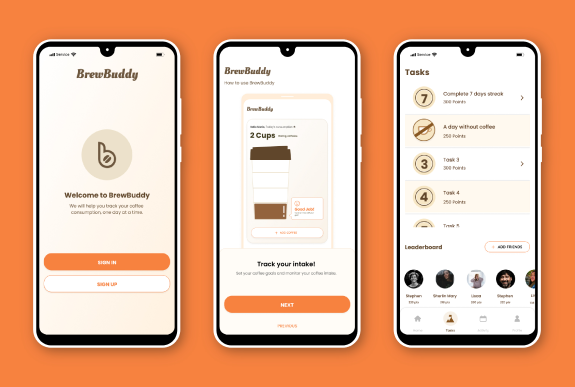 Service
BrewBuddy
Welcome to BrewBuddy
We will help you track your coffee
consumption, one day at a time.
SIGN IN
SIGN UP
Service
BrewBuddy
How to use BrewBuddy
BrewBuddy
2 Cups
Good Job!
ADD COFFEE
Track your intake!
Set your coffee goals and monitor your coffee intake.
NEXT
PREVIOUS
Service
Tasks
7
Complete 7 days streak
300 Points
A day without coffee
250 Points
3
Task 3
300 Points
4
Task 4
250 Points
Task 5
Leaderboard
+ ADD FRIENDS
Stephen
Sherlin Mary
Liozd
Stephen
Home
Tasks
Profile